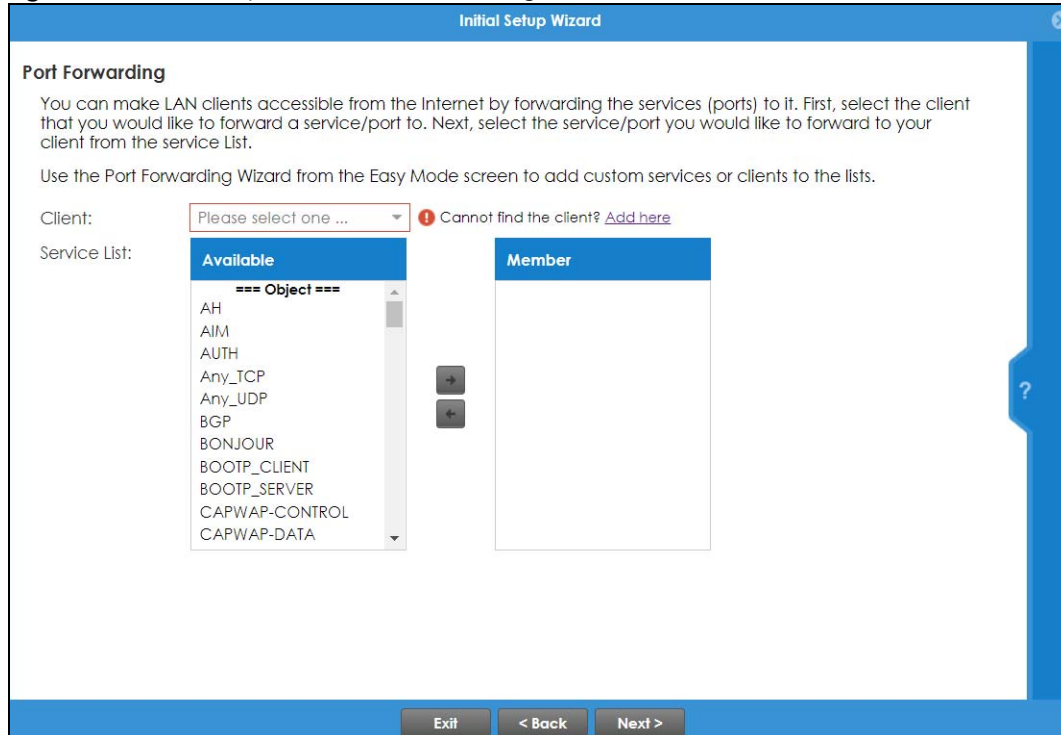 Initial Setup Wizard
Port Forwarding
You can make LAN clients accessible from the Internet by forwarding the services (ports) to it. First, select the client
that you would like to forward a service/port to. Next, select the service/port you would like to forward to your
client from the service List.
Use the Port Forwarding Wizard from the Easy Mode screen to add custom services or clients to the lists.
Client: Please select one ... Cannot find the client? Add here
Service List:
Available
=== Object ===
AH
AIM
AUTH
Any_TCP
Any_UDP
BGP
BONJOUR
BOOTP_CLIENT
BOOTP_SERVER
CAPWAP-CONTROL
CAPWAP-DATA
Member
?
Exit < Back Next >